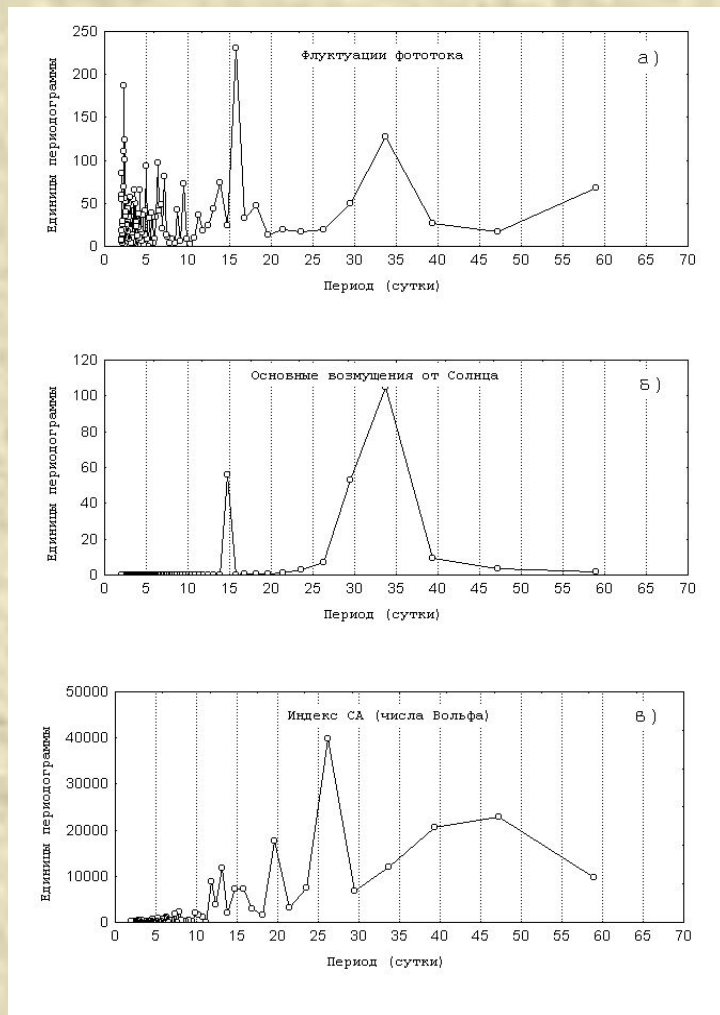 Флуктуации фототока
а)
Единицы периодограммы
250
200
150
100
50
0
0 5 10 15 20 25 30 35 40 45 50 55 60 65 70
Период (сутки)
Основные возмущения от Солнца
б)
Единицы периодограммы
120
100
80
60
40
20
0
0 5 10 15 20 25 30 35 40 45 50 55 60 65 70
Период (сутки)
Индекс СА (числа Вольфа)
в)
Единицы периодограммы
50000
40000
30000
20000
10000
0
0 5 10 15 20 25 30 35 40 45 50 55 60 65 70
Период (сутки)